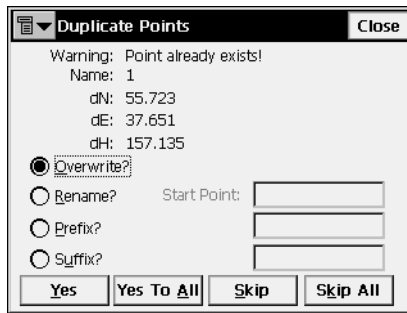 Duplicate Points Close
Warning: Point already exists!
Name: 1
dN: 55.723
dE: 37.651
dH: 157.135
Overwrite?
Rename? Start Point:
Prefix?
Suffix?
Yes Yes To All Skip Skip All